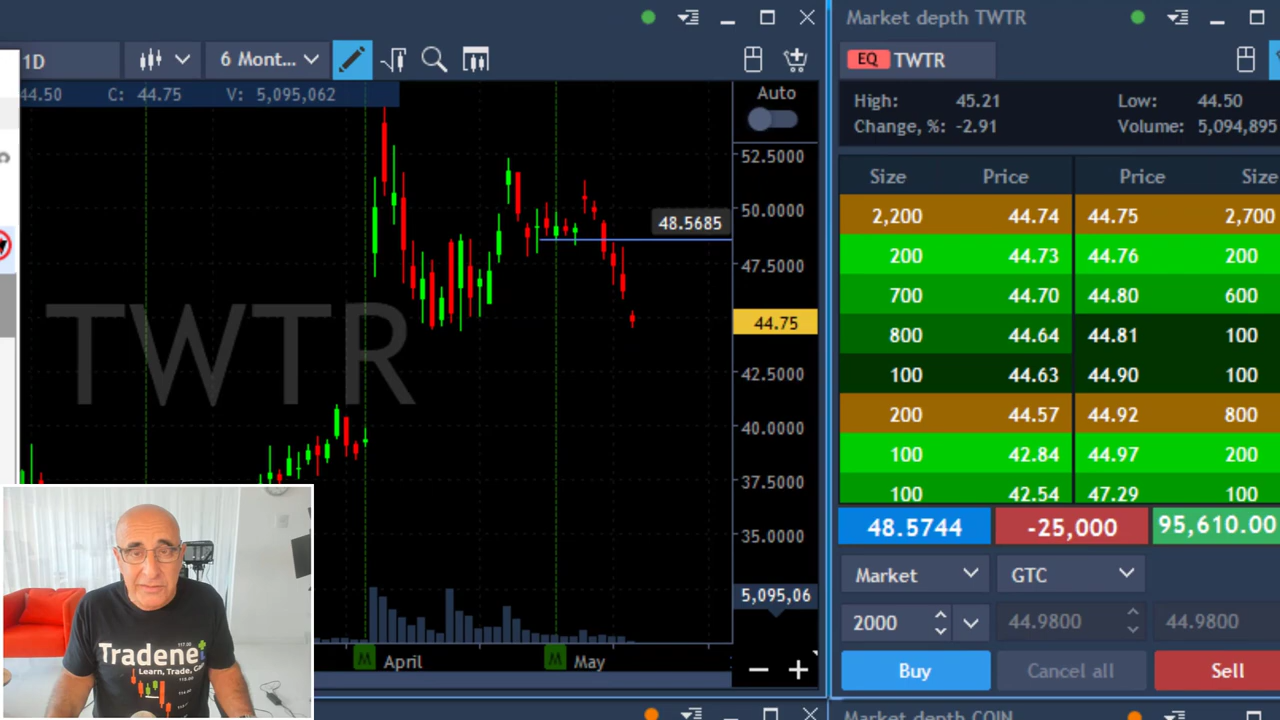 Market depth TWTR
1D
6 Mont...
EQ TWTR
44.50 C: 44.75 V: 5,095,062
Auto
High: 45.21 Low: 44.50
Change, %: -2.91 Volume: 5,094,895
52.5000
50.0000
48.5685
47.5000
44.75
42.5000
40.0000
37.5000
35.0000
5,095,06
TWTR
M April M May
Size Price Price Size
2,200 44.74 44.75 2,700
200 44.73 44.76 200
700 44.70 44.80 600
800 44.64 44.81 100
100 44.63 44.90 100
200 44.57 44.92 800
100 42.84 44.97 200
100 42.54 47.29 100
48.5744 -25,000 95,610.00
Market GTC
2000 44.9800 44.9800
Buy Cancel all Sell
Market depth COIN
Tradenet
Learn, Trade, Ga